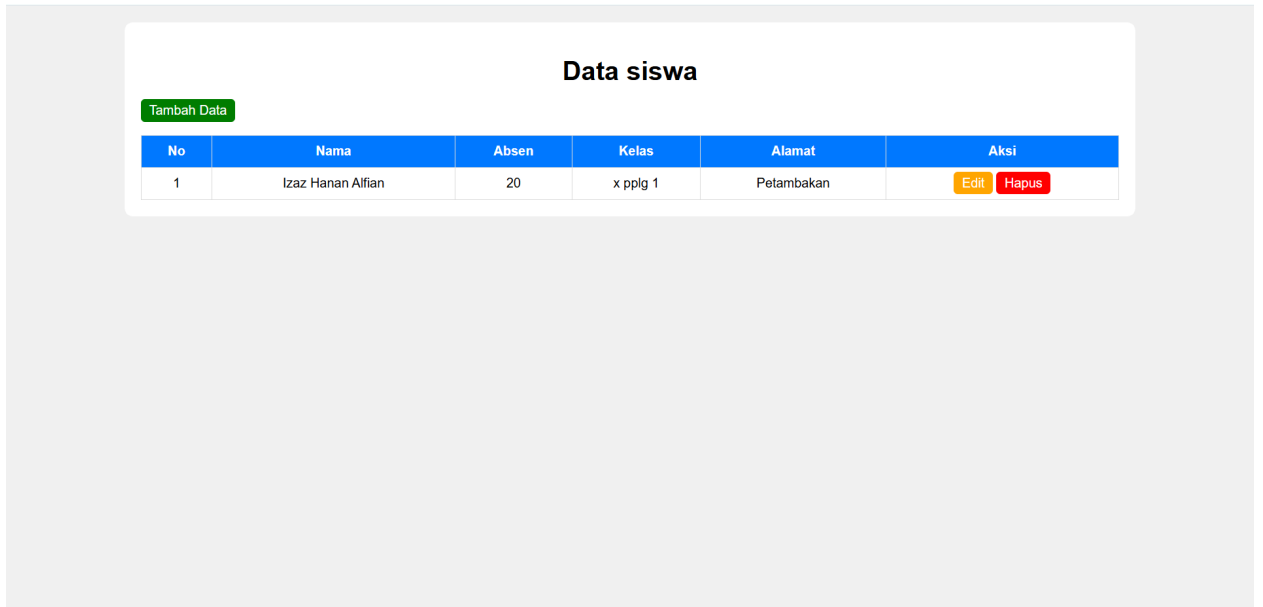 Data siswa
Tambah Data
No Nama Absen Kelas Alamat Aksi
1 Izaz Hanan Alfian 20 x pplg 1 Petambakan Edit Hapus